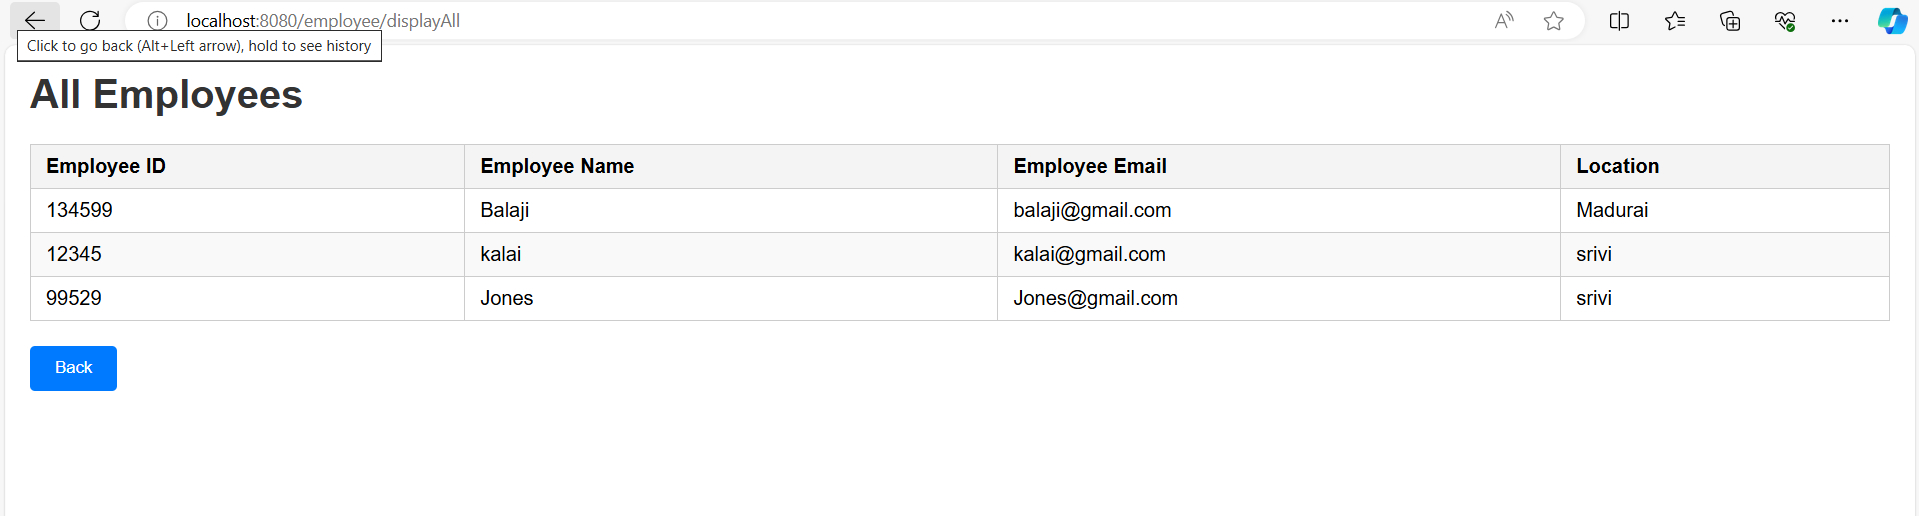 localhost:8080/employee/displayAll
Click to go back (Alt+Left arrow), hold to see history
All Employees
Employee ID Employee Name Employee Email Location
134599 Balaji balaji@gmail.com Madurai
12345 kalai kalai@gmail.com srivi
99529 Jones Jones@gmail.com srivi
Back